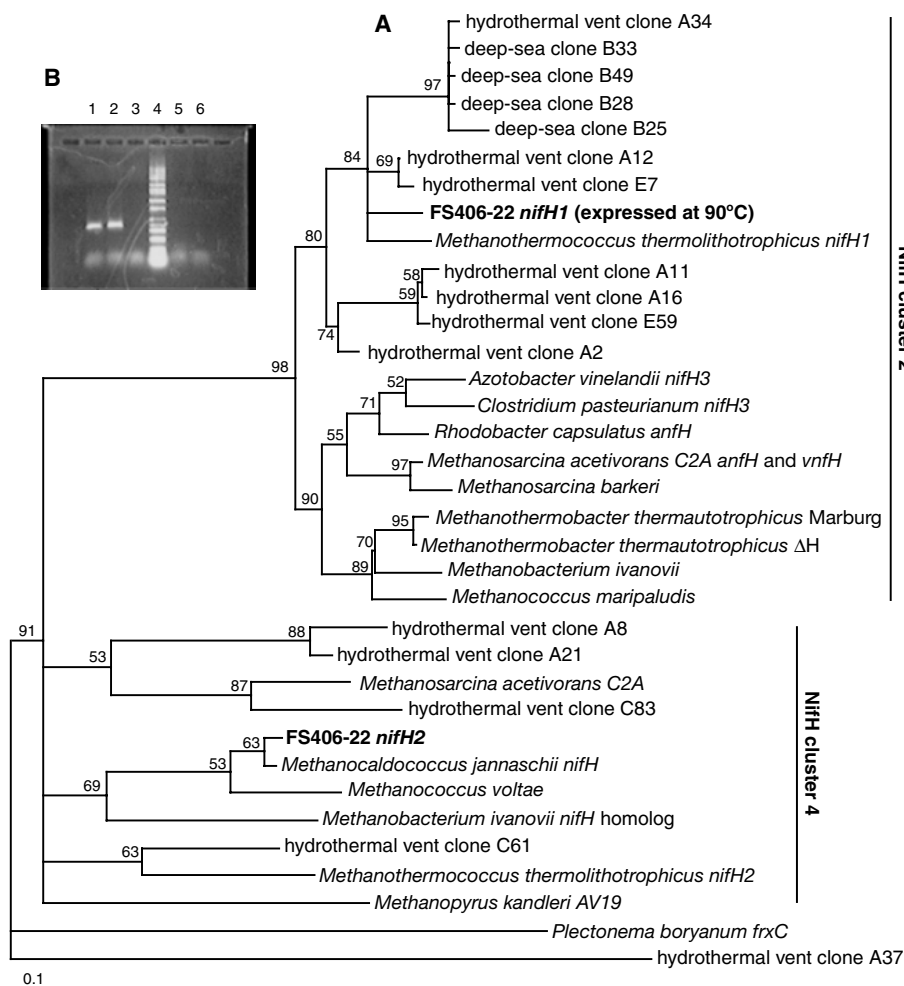 A
B
1 2 3 4 5 6
hydrothermal vent clone A34
deep-sea clone B33
deep-sea clone B49
deep-sea clone B28
deep-sea clone B25
97
hydrothermal vent clone A12
69
hydrothermal vent clone E7
84
FS406-22 nifH1 (expressed at 90°C)
Methanothermococcus thermolithotrophicus nifH1
80
hydrothermal vent clone A11
58
hydrothermal vent clone A16
59
hydrothermal vent clone E59
74
hydrothermal vent clone A2
98
Azotobacter vinelandii nifH3
52
Clostridium pasteurianum nifH3
71
Rhodobacter capsulatus anfH
55
Methanosarcina acetivorans C2A anfH and vnfH
97
Methanosarcina barkeri
90
Methanothermobacter thermautotrophicus Marburg
95
Methanothermobacter thermautotrophicus ΔH
70
Methanobacterium ivanovii
89
Methanococcus maripaludis
NifH cluster 2
91
hydrothermal vent clone A8
88
hydrothermal vent clone A21
53
Methanosarcina acetivorans C2A
87
hydrothermal vent clone C83
FS406-22 nifH2
63
Methanocaldococcus jannaschii nifH
53
Methanococcus voltae
69
Methanobacterium ivanovii nifH homolog
hydrothermal vent clone C61
63
Methanothermococcus thermolithotrophicus nifH2
Methanopyrus kandleri AV19
NifH cluster 4
Plectonema boryanum frxC
hydrothermal vent clone A37
0.1